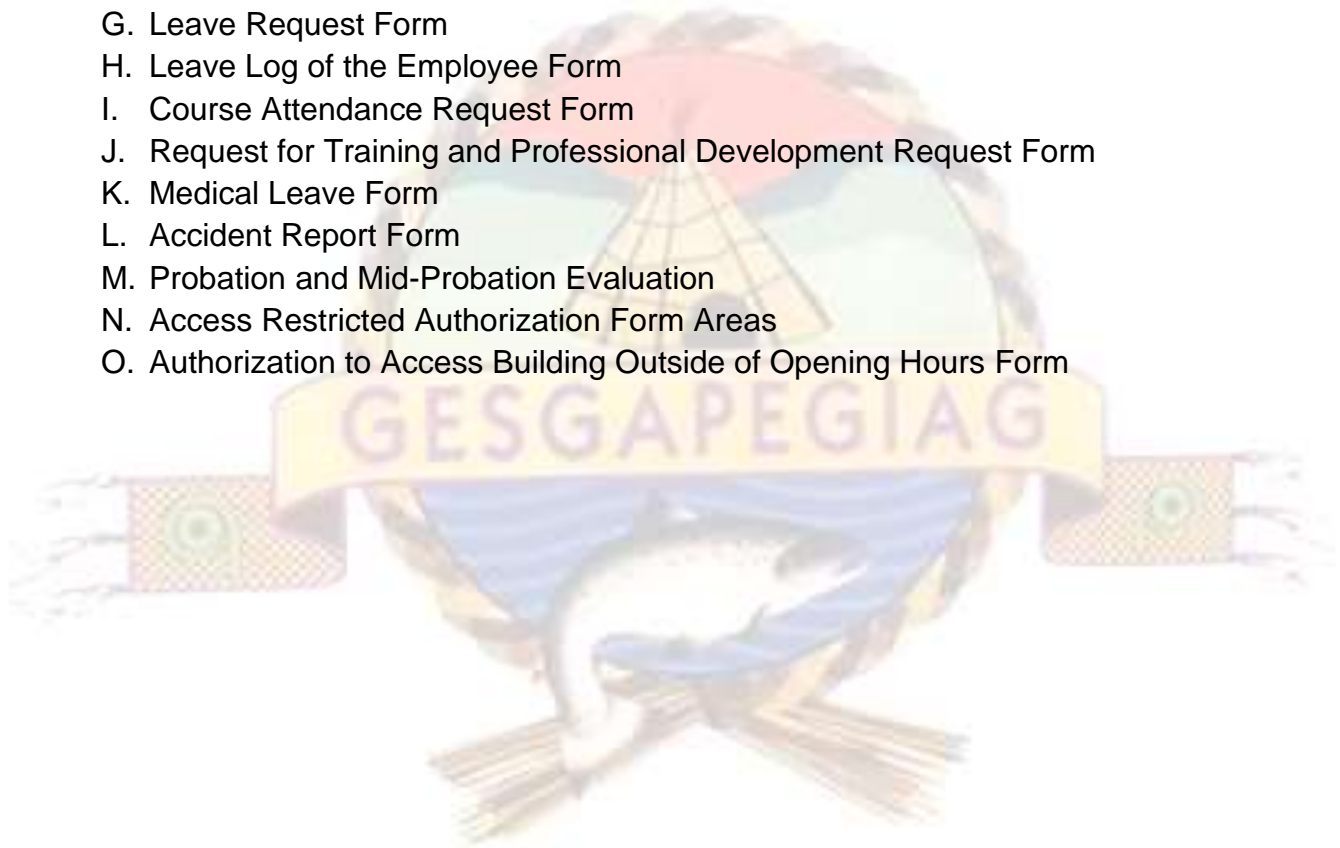 G. Leave Request Form
H. Leave Log of the Employee Form
I. Course Attendance Request Form
J. Request for Training and Professional Development Request Form
K. Medical Leave Form
L. Accident Report Form
M. Probation and Mid-Probation Evaluation
N. Access Restricted Authorization Form Areas
O. Authorization to Access Building Outside of Opening Hours Form
GESGAPEGIAG